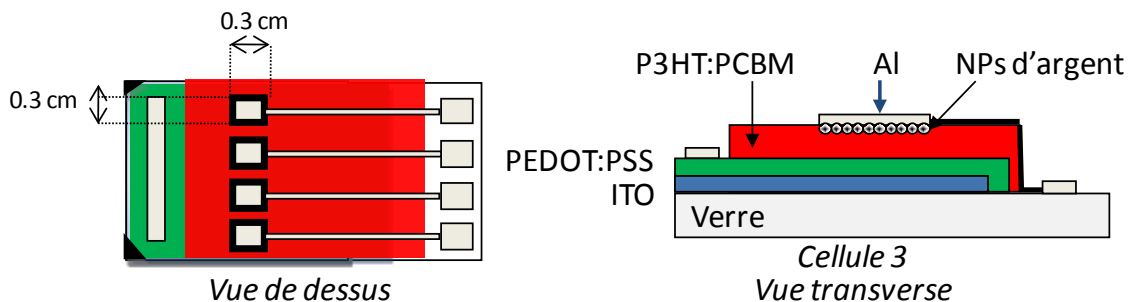 0.3 cm
0.3 cm
Vue de dessus
P3HT:PCBM
Al
NPs d'argent
PEDOT:PSS
ITO
Verre
Cellule 3
Vue transverse